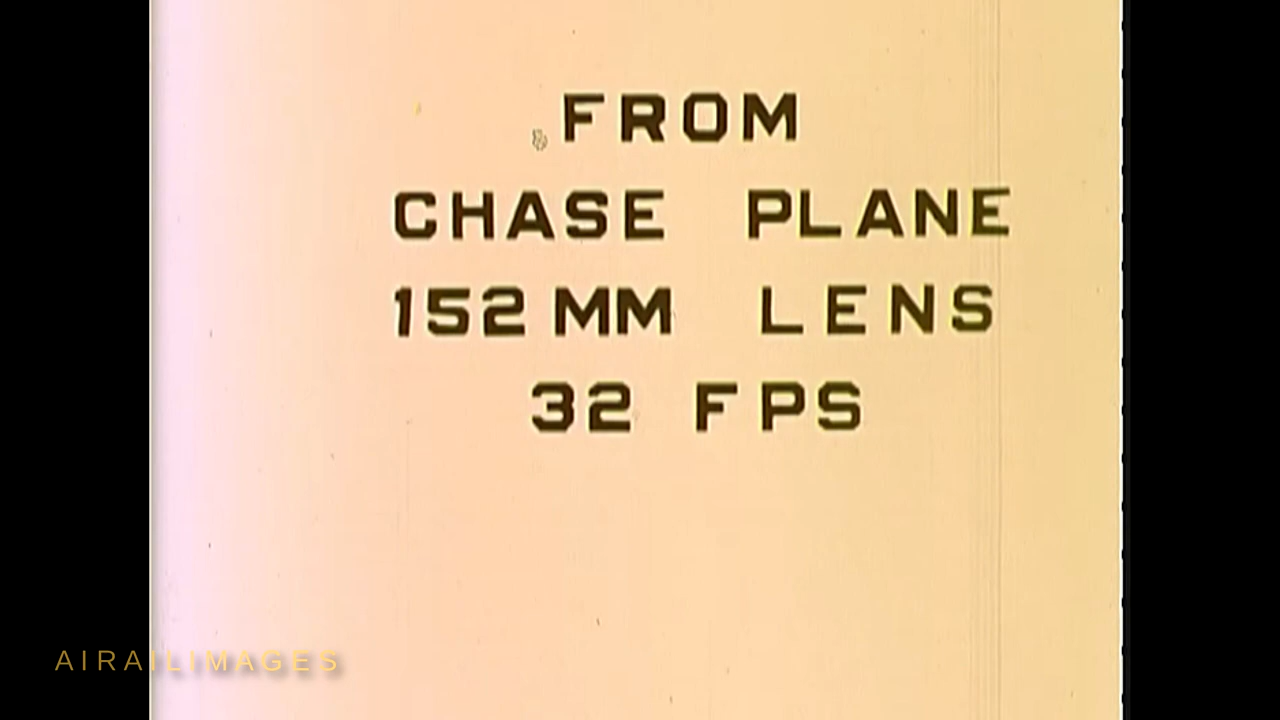 FROM
CHASE PLANE
152 MM LENS
32 FPS
AIRAILIMAGES